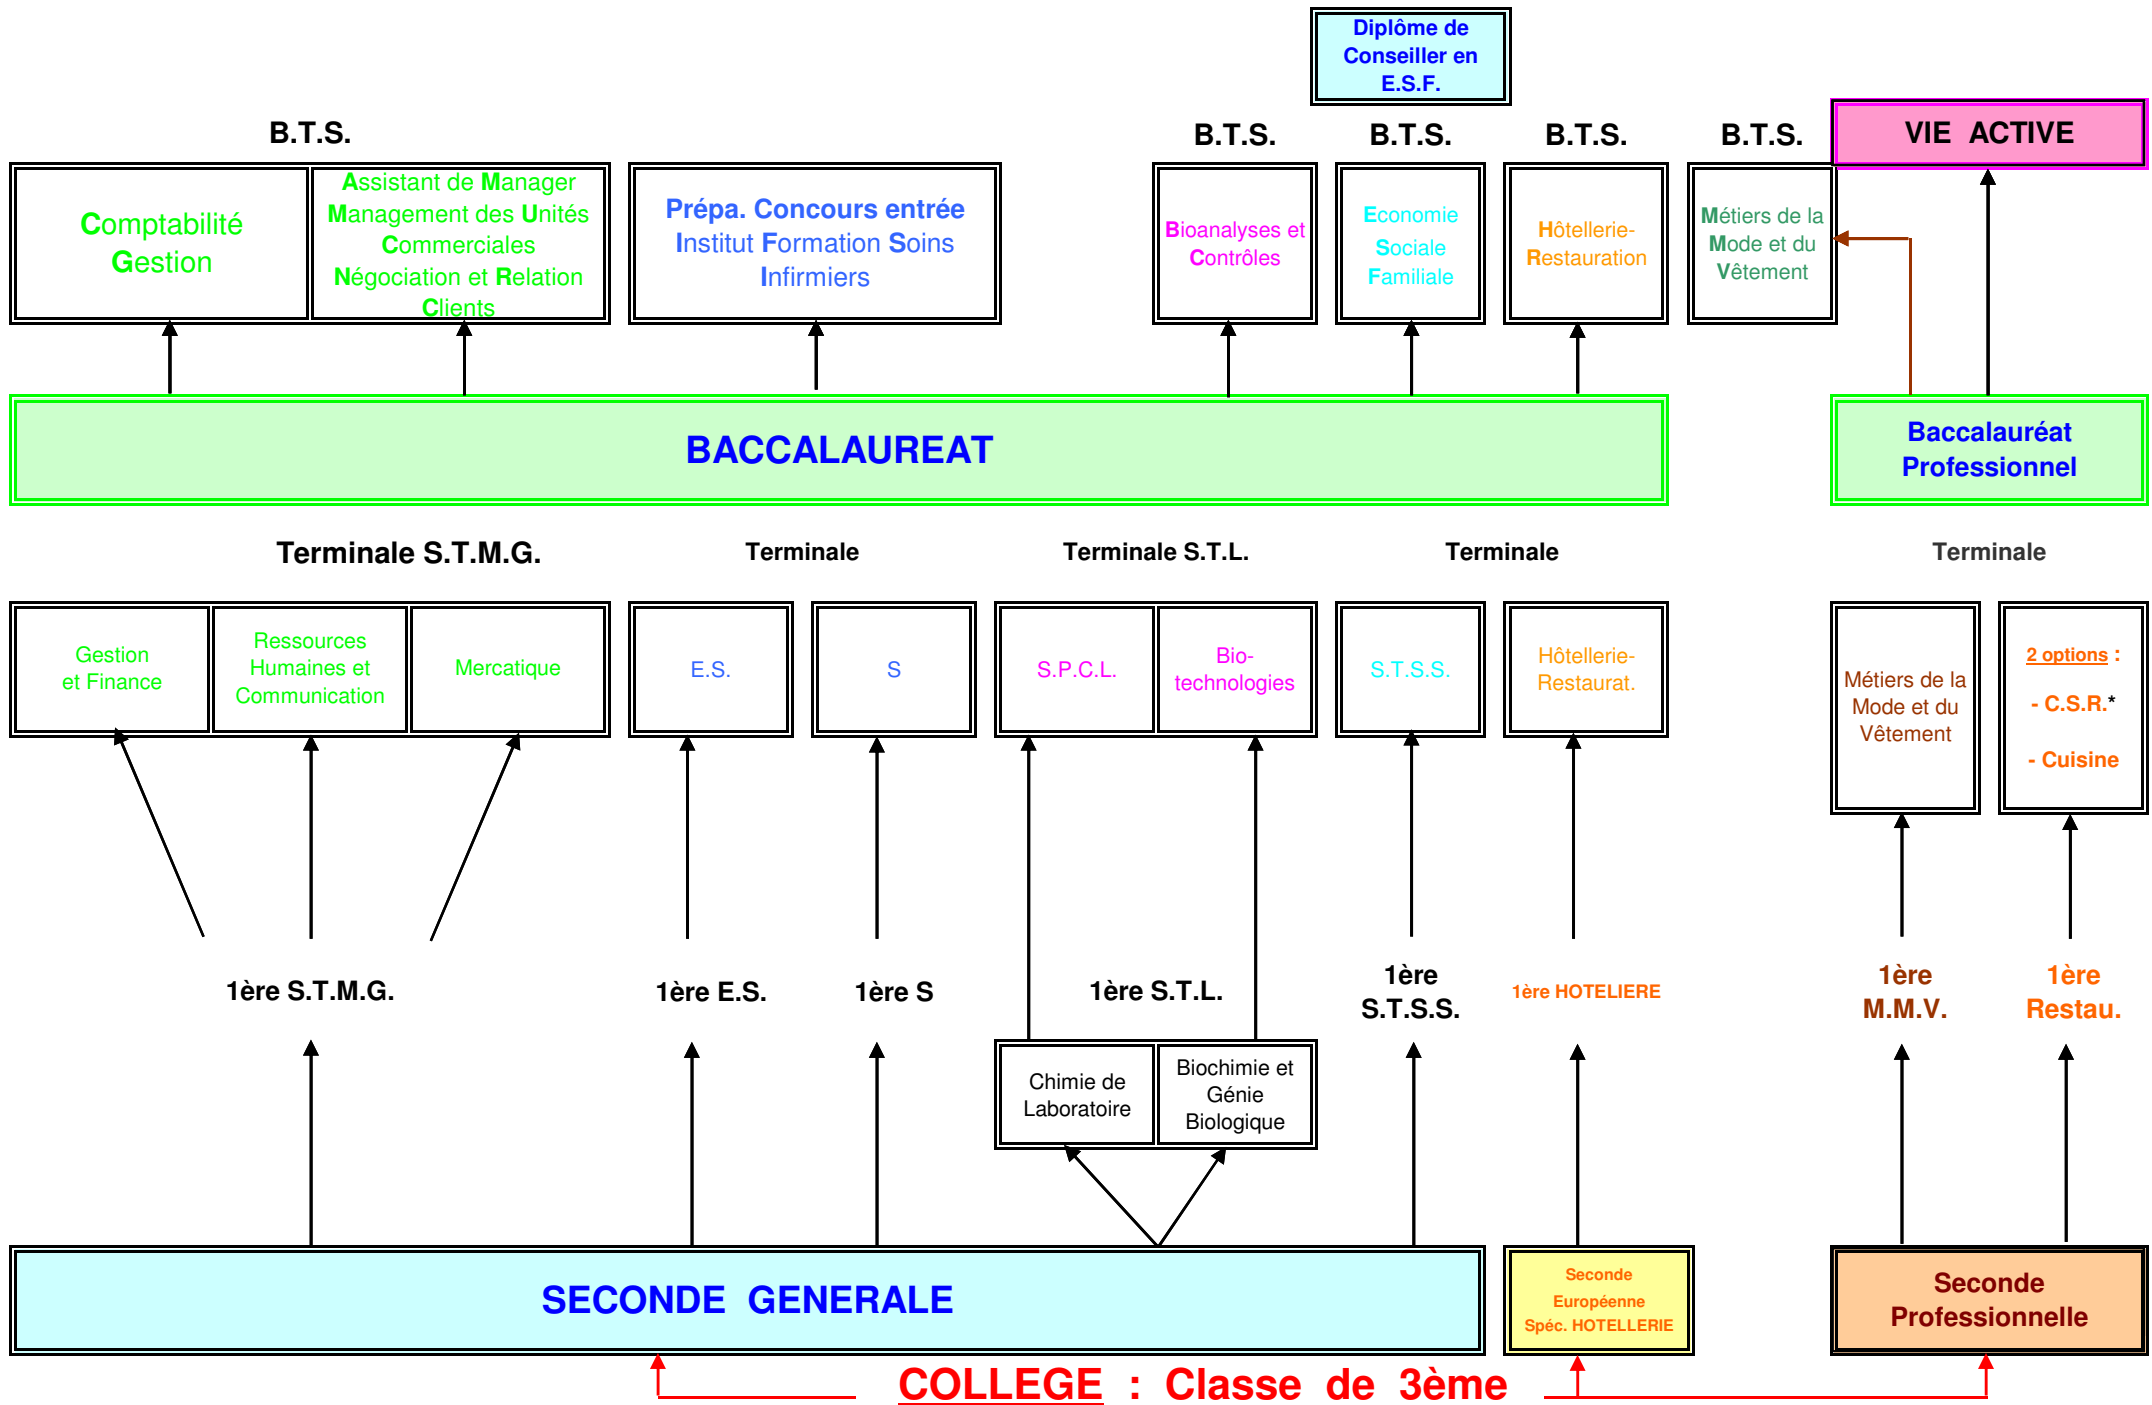 Diplôme de
Conseiller en
E.S.F.
B.T.S.
B.T.S.
B.T.S.
B.T.S.
B.T.S.
VIE ACTIVE
Comptabilité
Gestion
Assistant de Manager
Management des Unités
Commerciales
Négociation et Relation
Clients
Prépa. Concours entrée
Institut Formation Soins
Infirmiers
Bioanalyses et
Contrôles
Economie
Sociale
Familiale
Hôtellerie-
Restauration
Métiers de la
Mode et du
Vêtement
BACCALAUREAT
Baccalauréat
Professionnel
Terminale S.T.M.G.
Terminale
Terminale S.T.L.
Terminale
Terminale
Gestion
et Finance
Ressources
Humaines et
Communication
Mercatique
E.S.
S
S.P.C.L.
Bio-
technologies
S.T.S.S.
Hôtellerie-
Restaurat.
Métiers de la
Mode et du
Vêtement
2 options :
- C.S.R.*
- Cuisine
1ère S.T.M.G.
1ère E.S.
1ère S
1ère S.T.L.
1ère
S.T.S.S.
1ère HOTELIERE
1ère
M.M.V.
1ère
Restau.
Chimie de
Laboratoire
Biochimie et
Génie
Biologique
SECONDE GENERALE
Seconde
Européenne
Spéc. HOTELLERIE
Seconde
Professionnelle
COLLEGE : Classe de 3ème